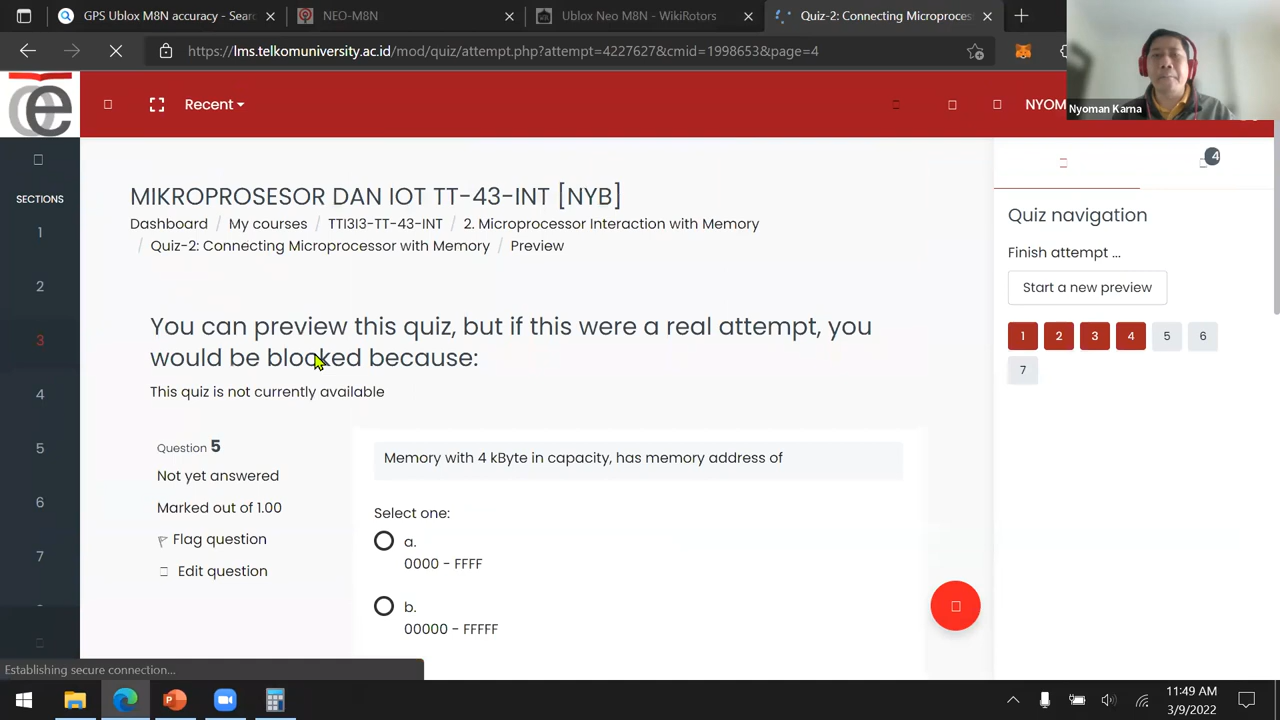 GPS Ublox M8N accuracy - Sear
NEO-M8N
Ublox Neo M8N - WikiRotors
Quiz-2: Connecting Microproces
https://lms.telkomuniversity.ac.id/mod/quiz/attempt.php?attempt=4227627&cmid=1998653&page=4
Nyoman Karna
Recent
NYOM
4
SECTIONS
1
2
3
4
5
6
7
MIKROPROSESOR DAN IOT TT-43-INT [NYB]
Dashboard / My courses / TTI3I3-TT-43-INT / 2. Microprocessor Interaction with Memory
/ Quiz-2: Connecting Microprocessor with Memory / Preview
You can preview this quiz, but if this were a real attempt, you
would be blocked because:
This quiz is not currently available
Question 5
Not yet answered
Marked out of 1.00
Flag question
Edit question
Memory with 4 kByte in capacity, has memory address of
Select one:
a.
0000 - FFFF
b.
00000 - FFFFF
Quiz navigation
Finish attempt ...
Start a new preview
1 2 3 4 5 6
7
Establishing secure connection...
11:49 AM
3/9/2022